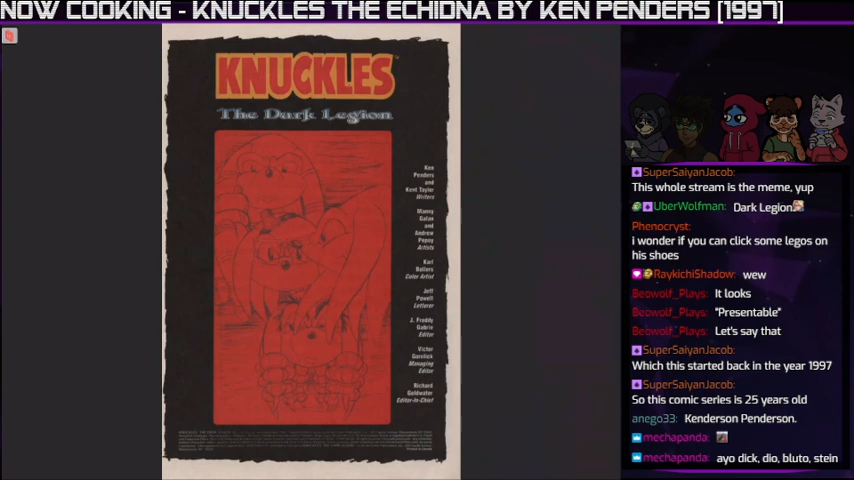 NOW COOKING - KNUCKLES THE ECHIDNA BY KEN PENDERS [1997]
KNUCKLES
The Dark Legion
Ken
Penders
and
Kent Taylor
Writers
Manny
Galan
and
Andrew
Pepoy
Artists
Karl
Bollers
Color Artist
Jeff
Powell
Letterer
J. Freddy
Gabrie
Editor
Victor
Gorelick
Managing
Editor
Richard
Goldwater
Editor-in-Chief
SuperSaiyanJacob:
This whole stream is the meme, yup
UberWolfman: Dark Legion
Phenocryst:
i wonder if you can click some legos on
his shoes
RaykichiShadow: wew
Beowolf_Plays: It looks
Beowolf_Plays: "Presentable"
Beowolf_Plays: Let's say that
SuperSaiyanJacob:
Which this started back in the year 1997
SuperSaiyanJacob:
So this comic series is 25 years old
anego33: Kenderson Penderson.
mechapanda:
mechapanda: ayo dick, dio, bluto, stein